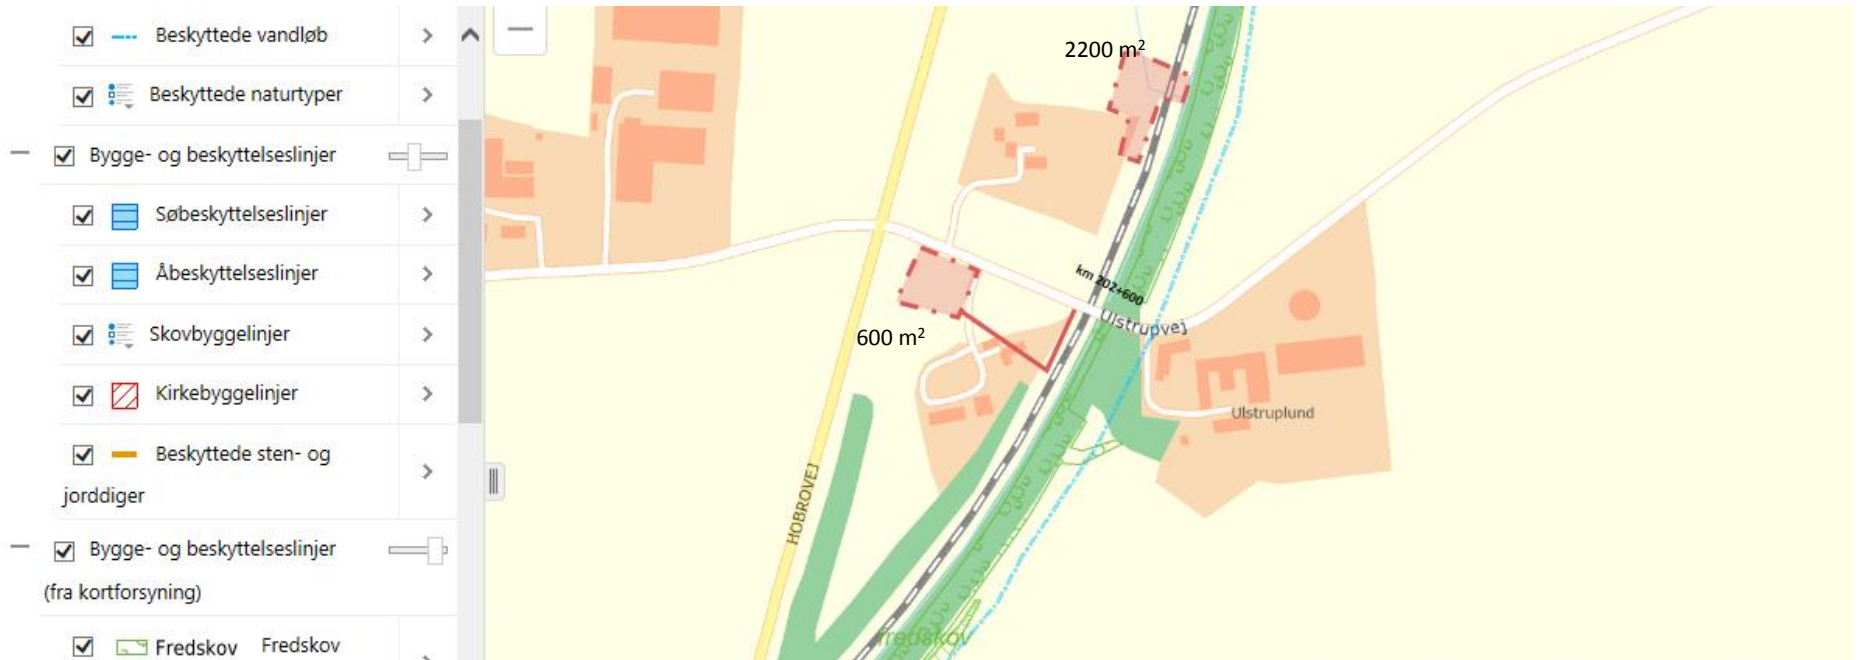 Beskyttede vandløb
Beskyttede naturtyper
Bygge- og beskyttelseslinjer
Søbeskyttelseslinjer
Åbeskyttelseslinjer
Skovbyggelinjer
Kirkebyggelinjer
Beskyttede sten- og
jorddiger
Bygge- og beskyttelseslinjer
(fra kortforsyning)
Fredskov Fredskov
2200 m²
km 202+600
Ulstrupvej
600 m²
Ulstruplund
HOBROVEJ
fredskov